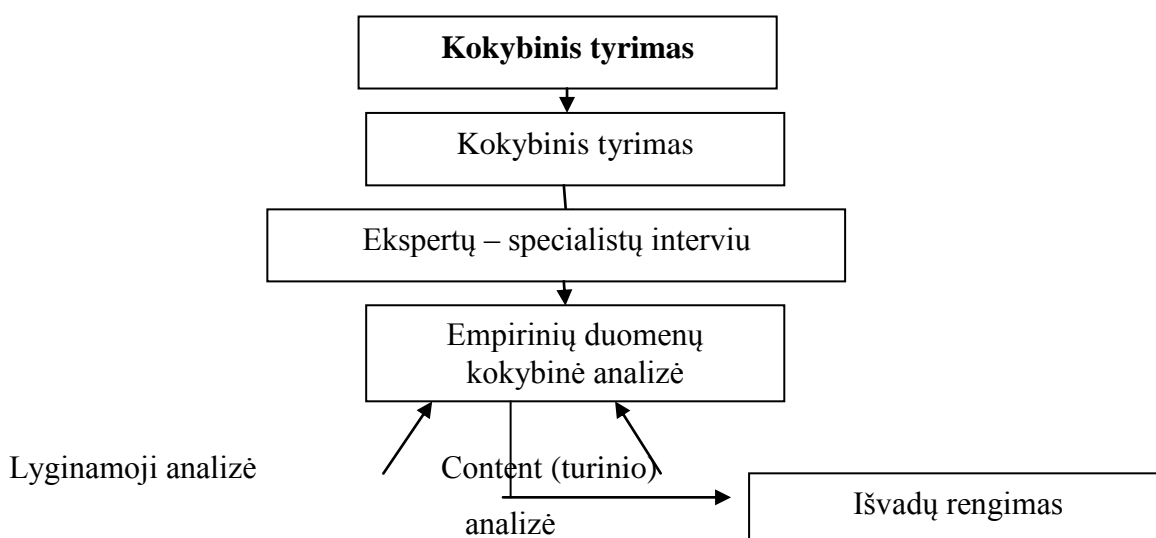 Kokybinis tyrimas
Kokybinis tyrimas
Ekspertų – specialistų interviu
Empirinių duomenų
kokybinė analizė
Lyginamoji analizė
Content (turinio)
analizė
Išvadų rengimas